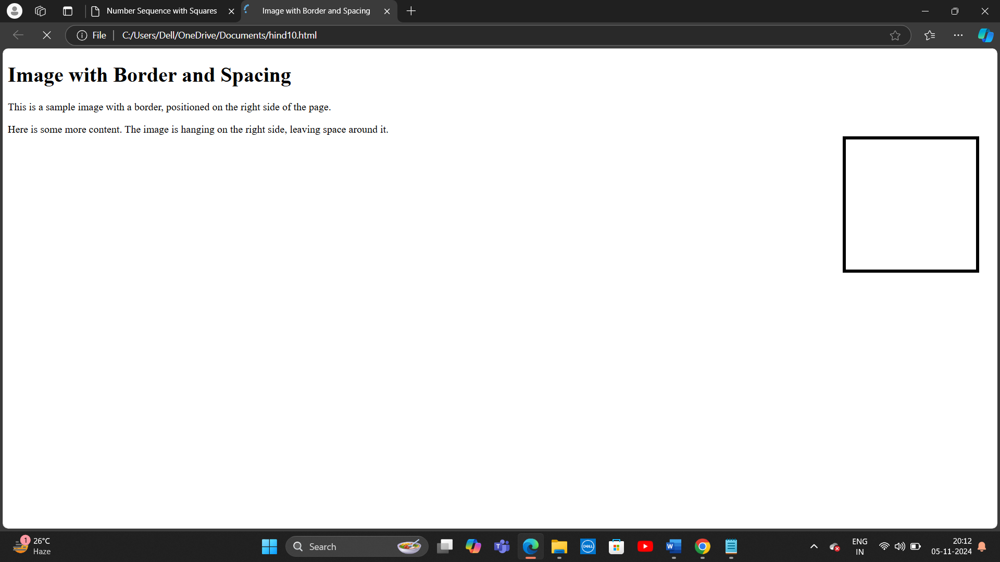 Number Sequence with Squares
Image with Border and Spacing
File
C:/Users/Dell/OneDrive/Documents/hind10.html
Image with Border and Spacing
This is a sample image with a border, positioned on the right side of the page.
Here is some more content. The image is hanging on the right side, leaving space around it.
1
26°C
Haze
Search
T
DELL
W
ENG
IN
20:12
05-11-2024